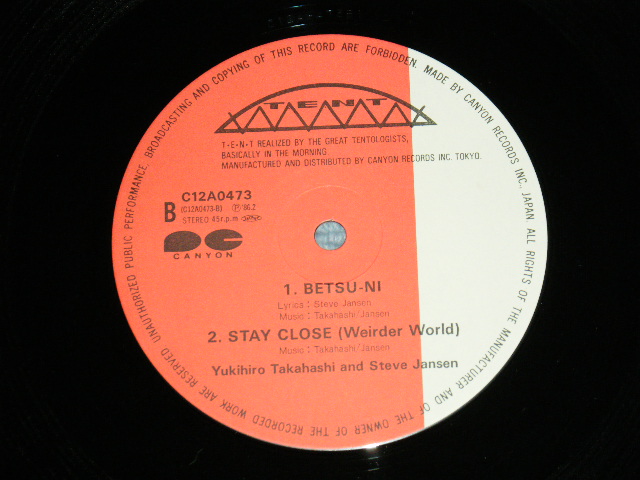 UNAUTHORIZED PUBLIC PERFORMANCE, BROADCASTING AND COPYING OF THIS RECORD ARE FORBIDDEN. MADE BY CANYON RECORDS INC., JAPAN. ALL RIGHTS OF THE MANUFACTURER AND OF THE OWNER OF THE RECORDED WORK ARE RESERVED
TENT
T-E-N-T REALIZED BY THE GREAT TENTOLOGISTS,
BASICALLY IN THE MORNING.
MANUFACTURED AND DISTRIBUTED BY CANYON RECORDS INC. TOKYO.
C12A0473
B (C12A0473-B) Ⓟ'86.2
STEREO 45r.p.m
CANYON
1. BETSU-NI
Lyrics : Steve Jansen
Music : Takahashi/Jansen
2. STAY CLOSE (Weirder World)
Music : Takahashi/Jansen
Yukihiro Takahashi and Steve Jansen